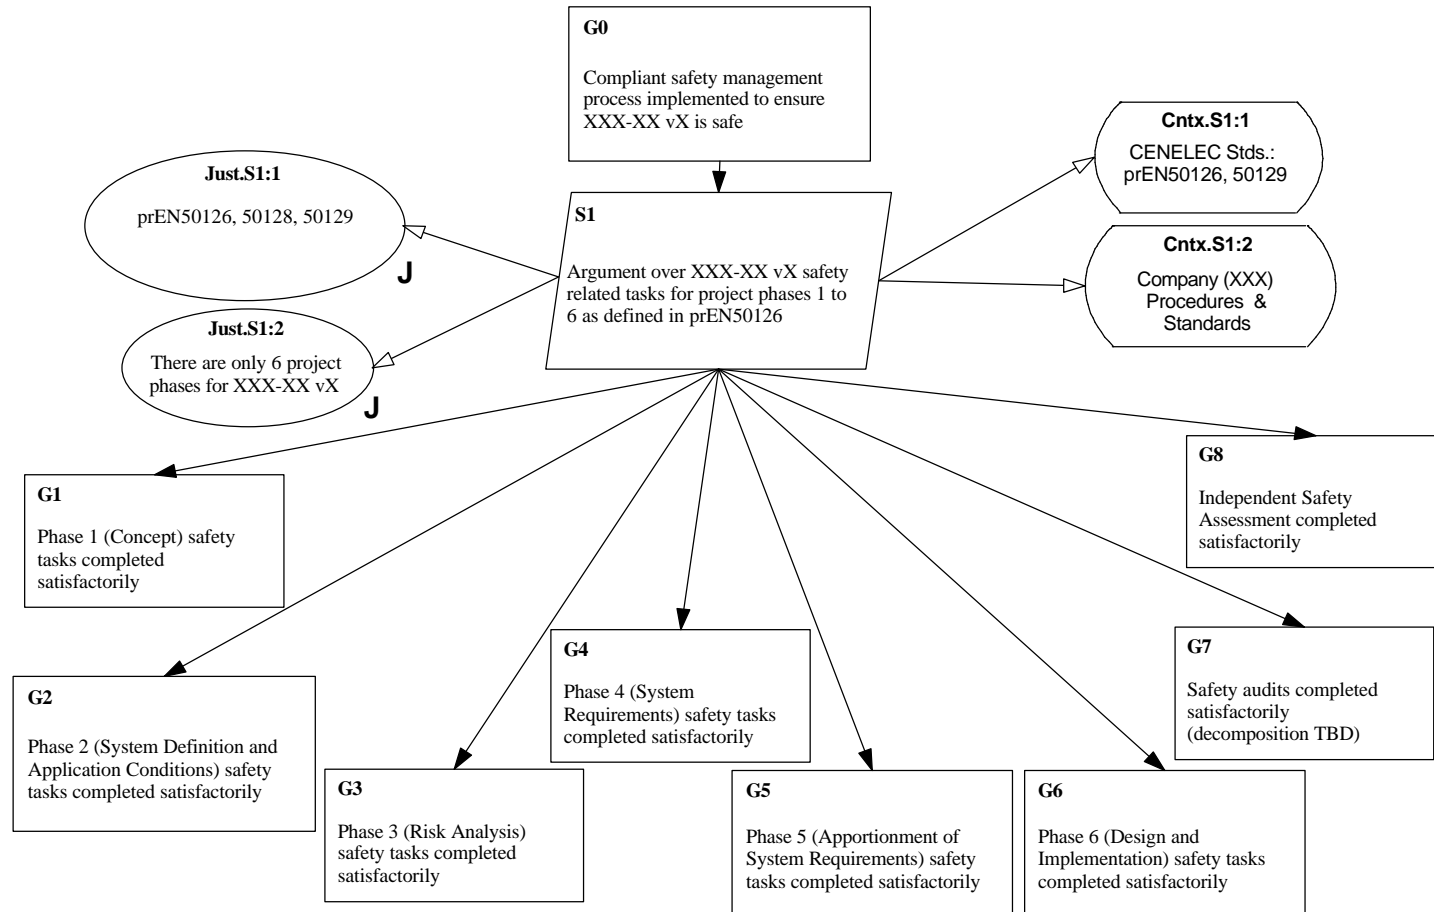 G0
Compliant safety management
process implemented to ensure
XXX-XX vX is safe
Just.S1:1
prEN50126, 50128, 50129
J
Just.S1:2
There are only 6 project
phases for XXX-XX vX
J
S1
Argument over XXX-XX vX safety
related tasks for project phases 1 to
6 as defined in prEN50126
Cntx.S1:1
CENELEC Stds.:
prEN50126, 50129
Cntx.S1:2
Company (XXX)
Procedures &
Standards
G1
Phase 1 (Concept) safety
tasks completed
satisfactorily
G2
Phase 2 (System Definition and
Application Conditions) safety
tasks completed satisfactorily
G3
Phase 3 (Risk Analysis)
safety tasks completed
satisfactorily
G4
Phase 4 (System
Requirements) safety tasks
completed satisfactorily
G5
Phase 5 (Apportionment of
System Requirements) safety
tasks completed satisfactorily
G6
Phase 6 (Design and
Implementation) safety tasks
completed satisfactorily
G7
Safety audits completed
satisfactorily
(decomposition TBD)
G8
Independent Safety
Assessment completed
satisfactorily